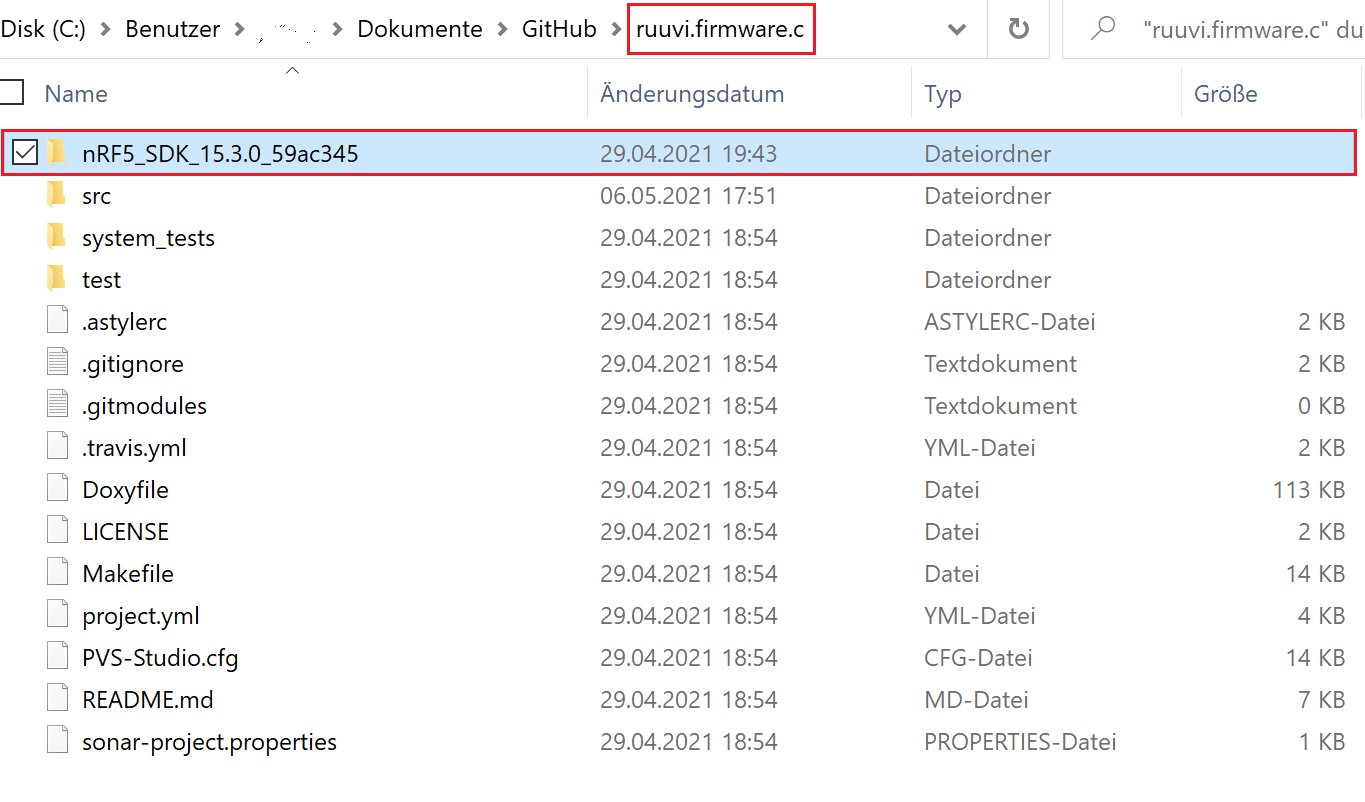 Disk (C:) > Benutzer > > Dokumente > GitHub > ruuvi.firmware.c "ruuvi.firmware.c" du
Name Änderungsdatum Typ Größe
nRF5_SDK_15.3.0_59ac345 29.04.2021 19:43 Dateiordner
src 06.05.2021 17:51 Dateiordner
system_tests 29.04.2021 18:54 Dateiordner
test 29.04.2021 18:54 Dateiordner
.astylerc 29.04.2021 18:54 ASTYLERC-Datei 2 KB
.gitignore 29.04.2021 18:54 Textdokument 2 KB
.gitmodules 29.04.2021 18:54 Textdokument 0 KB
.travis.yml 29.04.2021 18:54 YML-Datei 2 KB
Doxyfile 29.04.2021 18:54 Datei 113 KB
LICENSE 29.04.2021 18:54 Datei 2 KB
Makefile 29.04.2021 18:54 Datei 14 KB
project.yml 29.04.2021 18:54 YML-Datei 4 KB
PVS-Studio.cfg 29.04.2021 18:54 CFG-Datei 14 KB
README.md 29.04.2021 18:54 MD-Datei 7 KB
sonar-project.properties 29.04.2021 18:54 PROPERTIES-Datei 1 KB